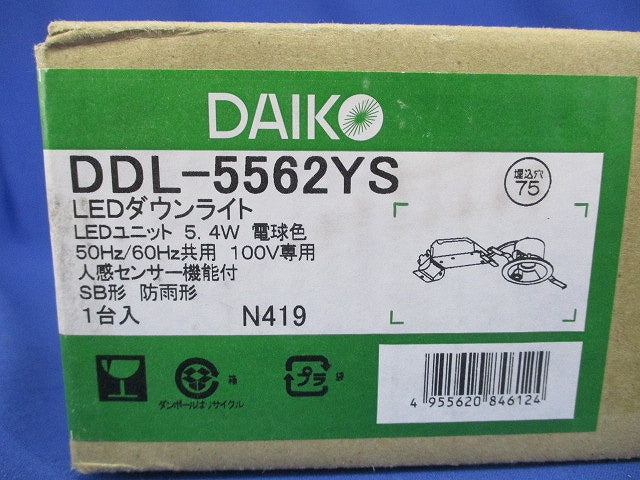 DAIKO
DDL-5562YS
埋込穴
75
LEDダウンライト
LEDユニット 5.4W 電球色
50Hz/60Hz共用 100V専用
人感センサー機能付
SB形 防雨形
1台入 N419
箱
ダンボールはリサイクル
プラ
袋
4 955620 846124